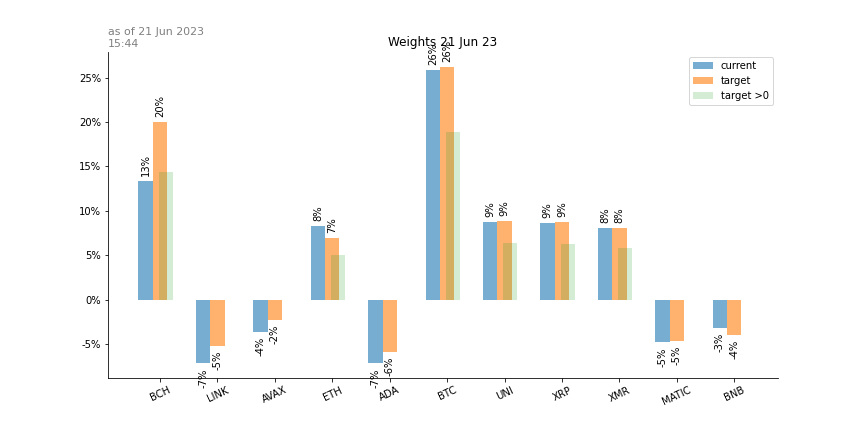 as of 21 Jun 2023
15:44
Weights 21 Jun 23
current
target
target >0
25%
20%
15%
10%
5%
0%
-5%
13%
20%
-7%
-5%
-4%
-2%
8%
7%
-7%
-6%
26%
26%
9%
9%
9%
9%
8%
8%
-5%
-5%
-3%
-4%
BCH
LINK
AVAX
ETH
ADA
BTC
UNI
XRP
XMR
MATIC
BNB